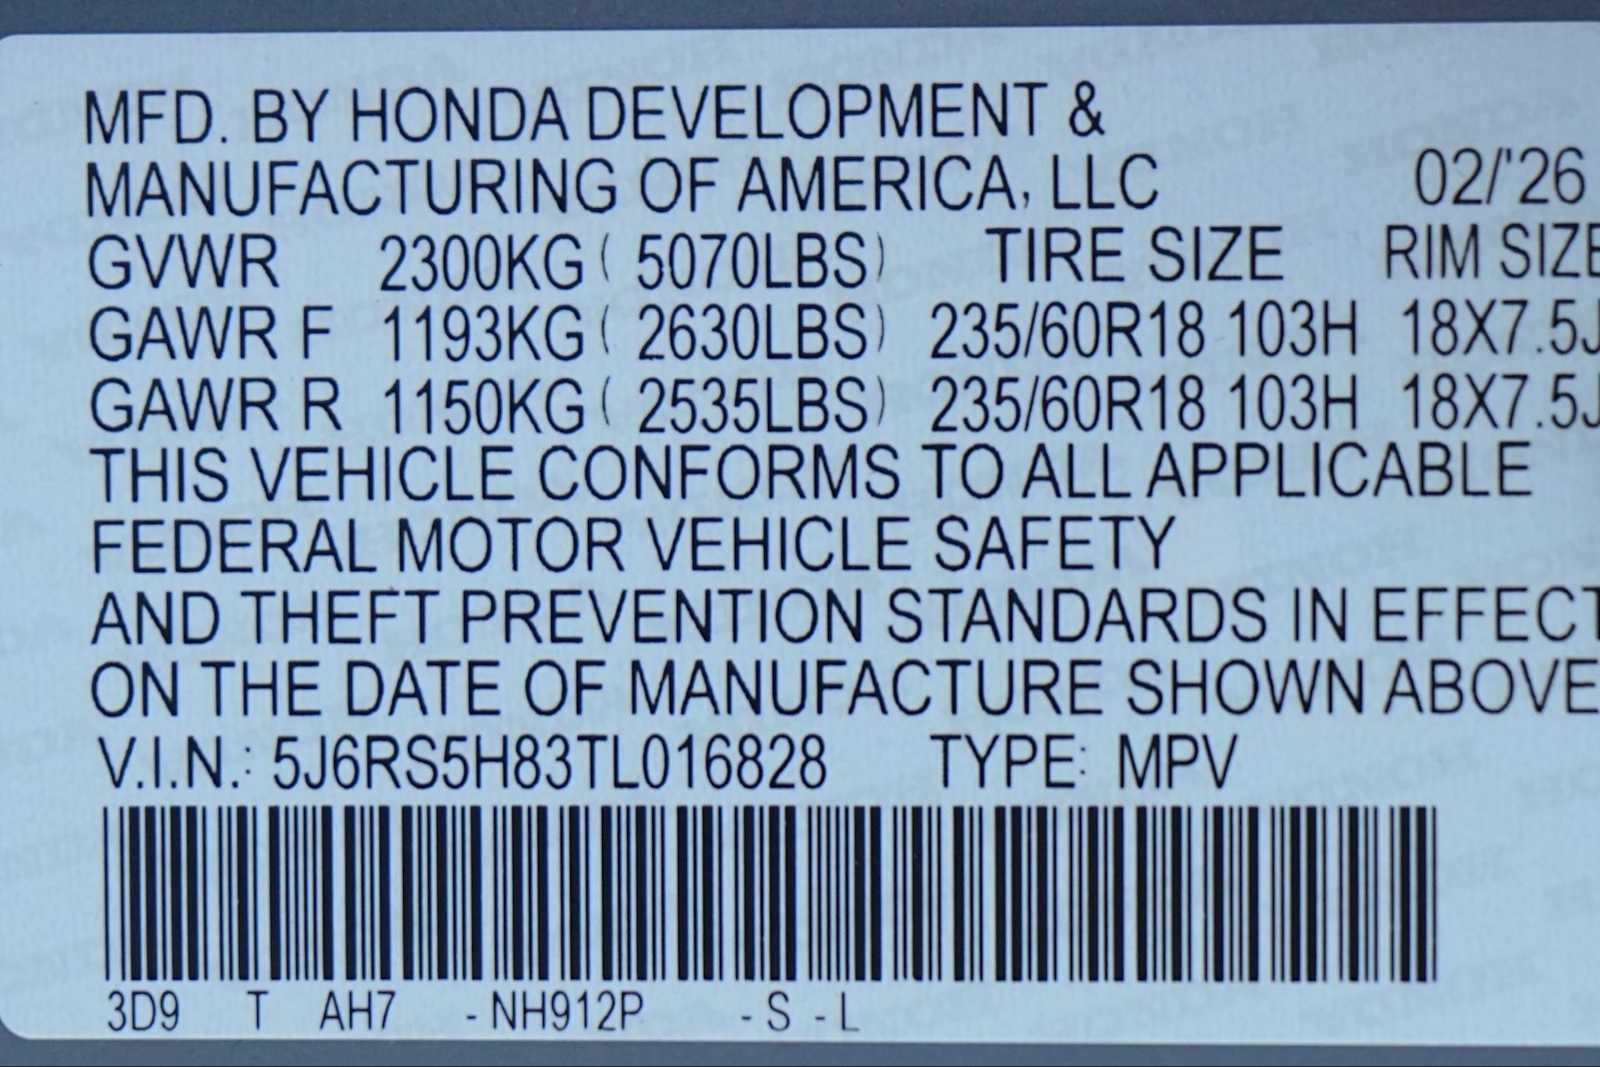 MFD. BY HONDA DEVELOPMENT &
MANUFACTURING OF AMERICA, LLC 02/'26
GVWR 2300KG ( 5070LBS) TIRE SIZE RIM SIZE
GAWR F 1193KG ( 2630LBS) 235/60R18 103H 18X7.5J
GAWR R 1150KG ( 2535LBS) 235/60R18 103H 18X7.5J
THIS VEHICLE CONFORMS TO ALL APPLICABLE
FEDERAL MOTOR VEHICLE SAFETY
AND THEFT PREVENTION STANDARDS IN EFFECT
ON THE DATE OF MANUFACTURE SHOWN ABOVE
V.I.N.: 5J6RS5H83TL016828 TYPE: MPV
3D9 T AH7 - NH912P - S - L